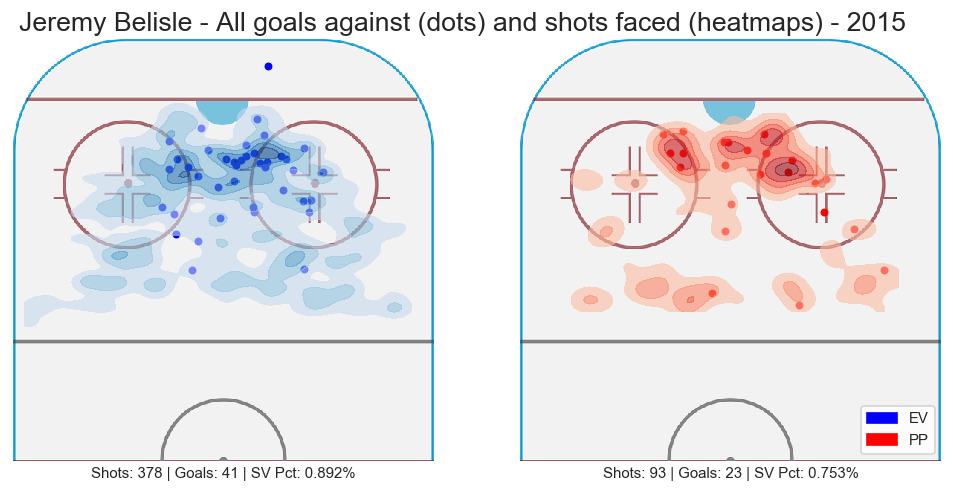 Jeremy Belisle - All goals against (dots) and shots faced (heatmaps) - 2015
EV
PP
Shots: 378 | Goals: 41 | SV Pct: 0.892%
Shots: 93 | Goals: 23 | SV Pct: 0.753%